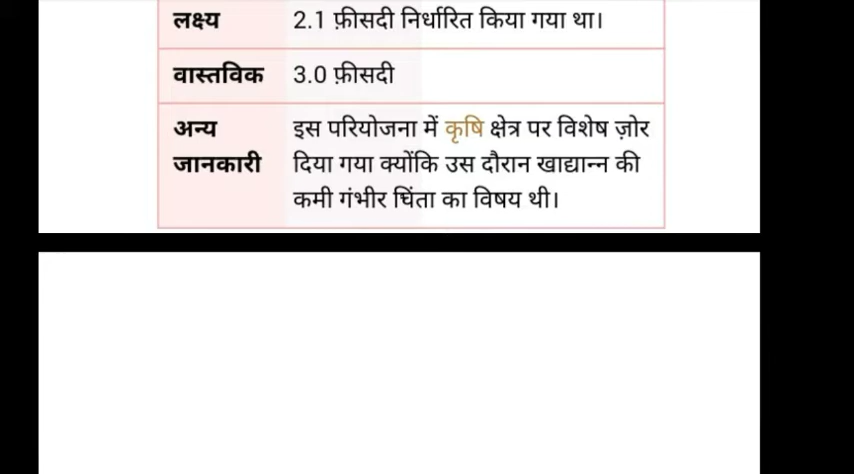 लक्ष्य 2.1 फ़ीसदी निर्धारित किया गया था।
वास्तविक 3.0 फ़ीसदी
अन्य इस परियोजना में कृषि क्षेत्र पर विशेष ज़ोर
जानकारी दिया गया क्योंकि उस दौरान खाद्यान्न की
कमी गंभीर चिंता का विषय थी।